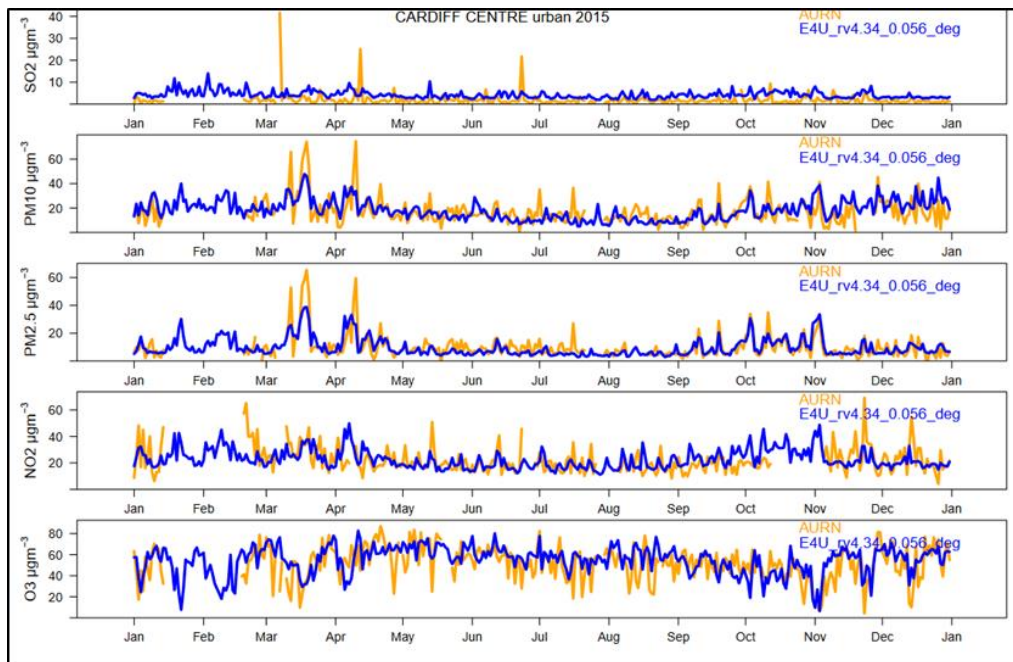 CARDIFF CENTRE urban 2015
SO2 µgm⁻³
40
30
20
10
AURN
E4U_rv4.34_0.056_deg
Jan Feb Mar Apr May Jun Jul Aug Sep Oct Nov Dec Jan
PM10 µgm⁻³
60
40
20
AURN
E4U_rv4.34_0.056_deg
Jan Feb Mar Apr May Jun Jul Aug Sep Oct Nov Dec Jan
PM2.5 µgm⁻³
60
40
20
AURN
E4U_rv4.34_0.056_deg
Jan Feb Mar Apr May Jun Jul Aug Sep Oct Nov Dec Jan
NO2 µgm⁻³
60
40
20
AURN
E4U_rv4.34_0.056_deg
Jan Feb Mar Apr May Jun Jul Aug Sep Oct Nov Dec Jan
O3 µgm⁻³
80
60
40
20
AURN
E4U_rv4.34_0.056_deg
Jan Feb Mar Apr May Jun Jul Aug Sep Oct Nov Dec Jan